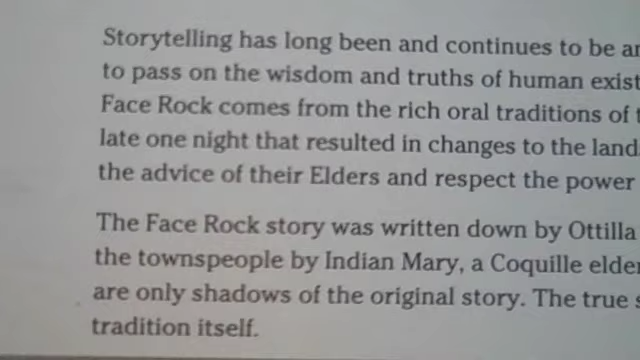 Storytelling has long been and continues to be an
to pass on the wisdom and truths of human exist
Face Rock comes from the rich oral traditions of t
late one night that resulted in changes to the land
the advice of their Elders and respect the power
The Face Rock story was written down by Ottilla
the townspeople by Indian Mary, a Coquille elder
are only shadows of the original story. The true s
tradition itself.